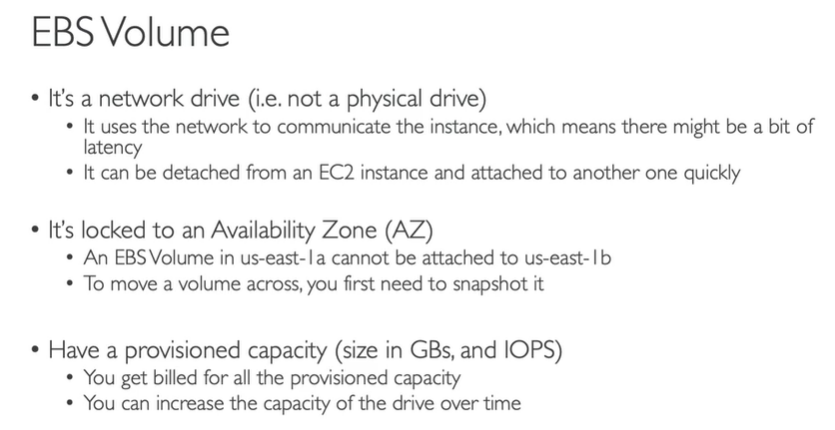 EBS Volume
• It's a network drive (i.e. not a physical drive)
• It uses the network to communicate the instance, which means there might be a bit of
latency
• It can be detached from an EC2 instance and attached to another one quickly
• It's locked to an Availability Zone (AZ)
• An EBS Volume in us-east-1a cannot be attached to us-east-1b
• To move a volume across, you first need to snapshot it
• Have a provisioned capacity (size in GBs, and IOPS)
• You get billed for all the provisioned capacity
• You can increase the capacity of the drive over time